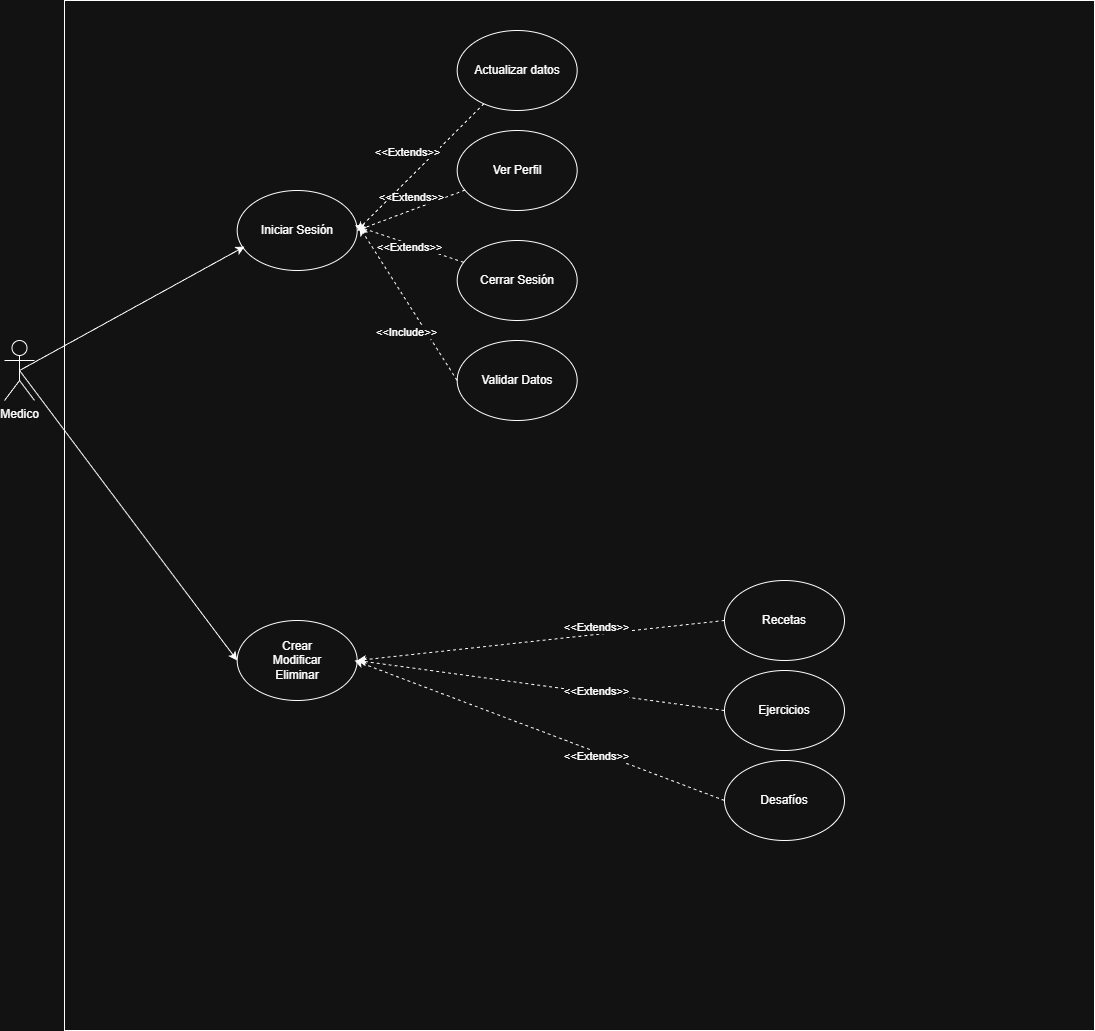 Actualizar datos
<<Extends>>
Ver Perfil
<<Extends>>
Iniciar Sesión
<<Extends>>
Cerrar Sesión
<<Include>>
Validar Datos
Medico
Crear
Modificar
Eliminar
<<Extends>>
Recetas
<<Extends>>
Ejercicios
<<Extends>>
Desafíos